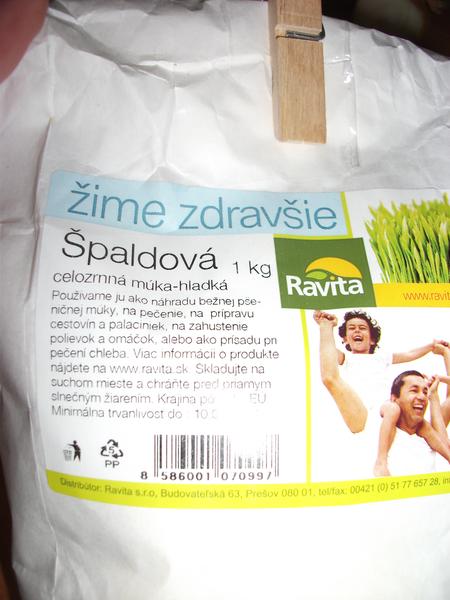 žime zdravšie
Špaldová 1 kg
celozrnná múka-hladká
Ravita
Používame ju ako náhradu bežnej pše-
ničnej múky, na pečenie, na prípravu
cestovín a palaciniek, na zahustenie
polievok a omáčok, alebo ako prísadu pri
pečení chleba. Viac informácií o produkte
nájdete na www.ravita.sk. Skladujte na
suchom mieste a chráňte pred priamym
slnečným žiarením. Krajina EU
Minimálna trvanlivosť do
www.ravi
5
PP
8 586001 070997
Distribútor: Ravita s.r.o, Budovateľská 63, Prešov 080 01, tel/fax: 00421 (0) 51 77 657 28,